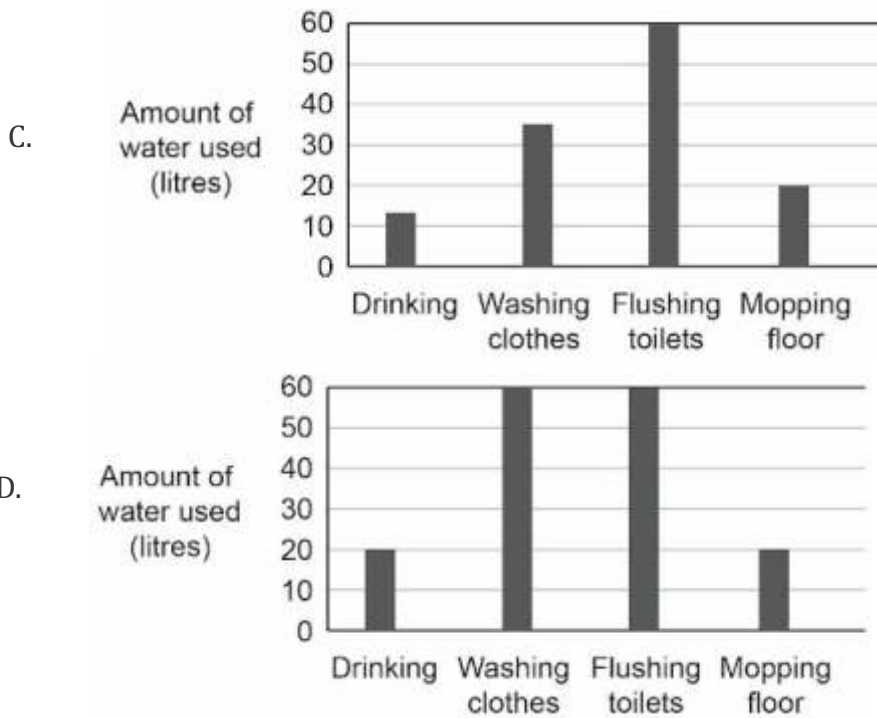 C.
Amount of
water used
(litres)
60
50
40
30
20
10
0
Drinking Washing Flushing Mopping
clothes toilets floor
D.
Amount of
water used
(litres)
60
50
40
30
20
10
0
Drinking Washing Flushing Mopping
clothes toilets floor